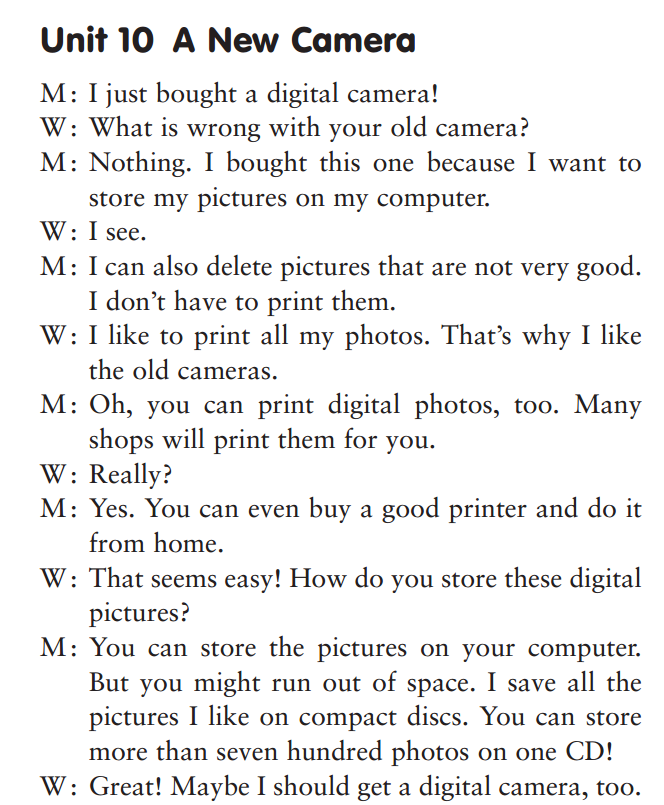 Unit 10 A New Camera
M: I just bought a digital camera!
W: What is wrong with your old camera?
M: Nothing. I bought this one because I want to
store my pictures on my computer.
W: I see.
M: I can also delete pictures that are not very good.
I don’t have to print them.
W: I like to print all my photos. That’s why I like
the old cameras.
M: Oh, you can print digital photos, too. Many
shops will print them for you.
W: Really?
M: Yes. You can even buy a good printer and do it
from home.
W: That seems easy! How do you store these digital
pictures?
M: You can store the pictures on your computer.
But you might run out of space. I save all the
pictures I like on compact discs. You can store
more than seven hundred photos on one CD!
W: Great! Maybe I should get a digital camera, too.